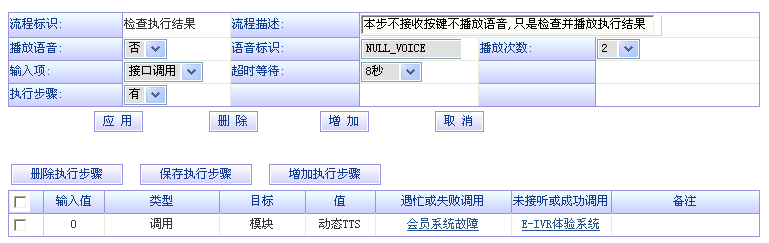 流程标识: 检查执行结果 流程描述: 本步不接收按键不播放语音,只是检查并播放执行结果
播放语音: 否 语音标识: NULL_VOICE 播放次数: 2
输入项: 接口调用 超时等待: 8秒
执行步骤: 有
应 用 删 除 增 加 取 消
删除执行步骤 保存执行步骤 增加执行步骤
输入值 类型 目标 值 遇忙或失败调用 未接听或成功调用 备注
0 调用 模块 动态TTS 会员系统故障 E-IVR体验系统